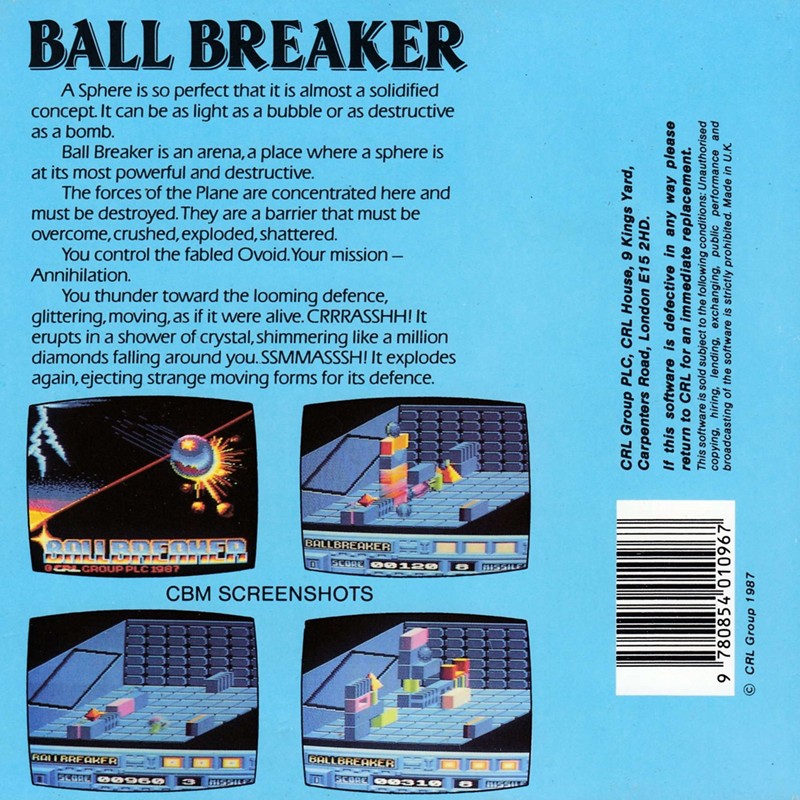 BALL BREAKER
A Sphere is so perfect that it is almost a solidified
concept. It can be as light as a bubble or as destructive
as a bomb.
Ball Breaker is an arena, a place where a sphere is
at its most powerful and destructive.
The forces of the Plane are concentrated here and
must be destroyed. They are a barrier that must be
overcome, crushed, exploded, shattered.
You control the fabled Ovoid. Your mission –
Annihilation.
You thunder toward the looming defence,
glittering, moving, as if it were alive. CRRRASSHH! It
erupts in a shower of crystal, shimmering like a million
diamonds falling around you. SSMMASSSH! It explodes
again, ejecting strange moving forms for its defence.
BALLBREAKER
© CRL GROUP PLC 1987
BALLBREAKER
SCORE 00120 8 MISSILE
CBM SCREENSHOTS
BALLBREAKER
SCORE 00960 3 MISSILE
BALLBREAKER
SCORE 00310 8 MISSILE
CRL Group PLC, CRL House, 9 Kings Yard,
Carpenters Road, London E15 2HD.
If this software is defective in any way please
return to CRL for an immediate replacement.
This software is sold subject to the following conditions: Unauthorised
copying, hiring, lending, exchanging, public performance and
broadcasting of the software is strictly prohibited. Made in U.K.
9 780854 010967
© CRL Group 1987